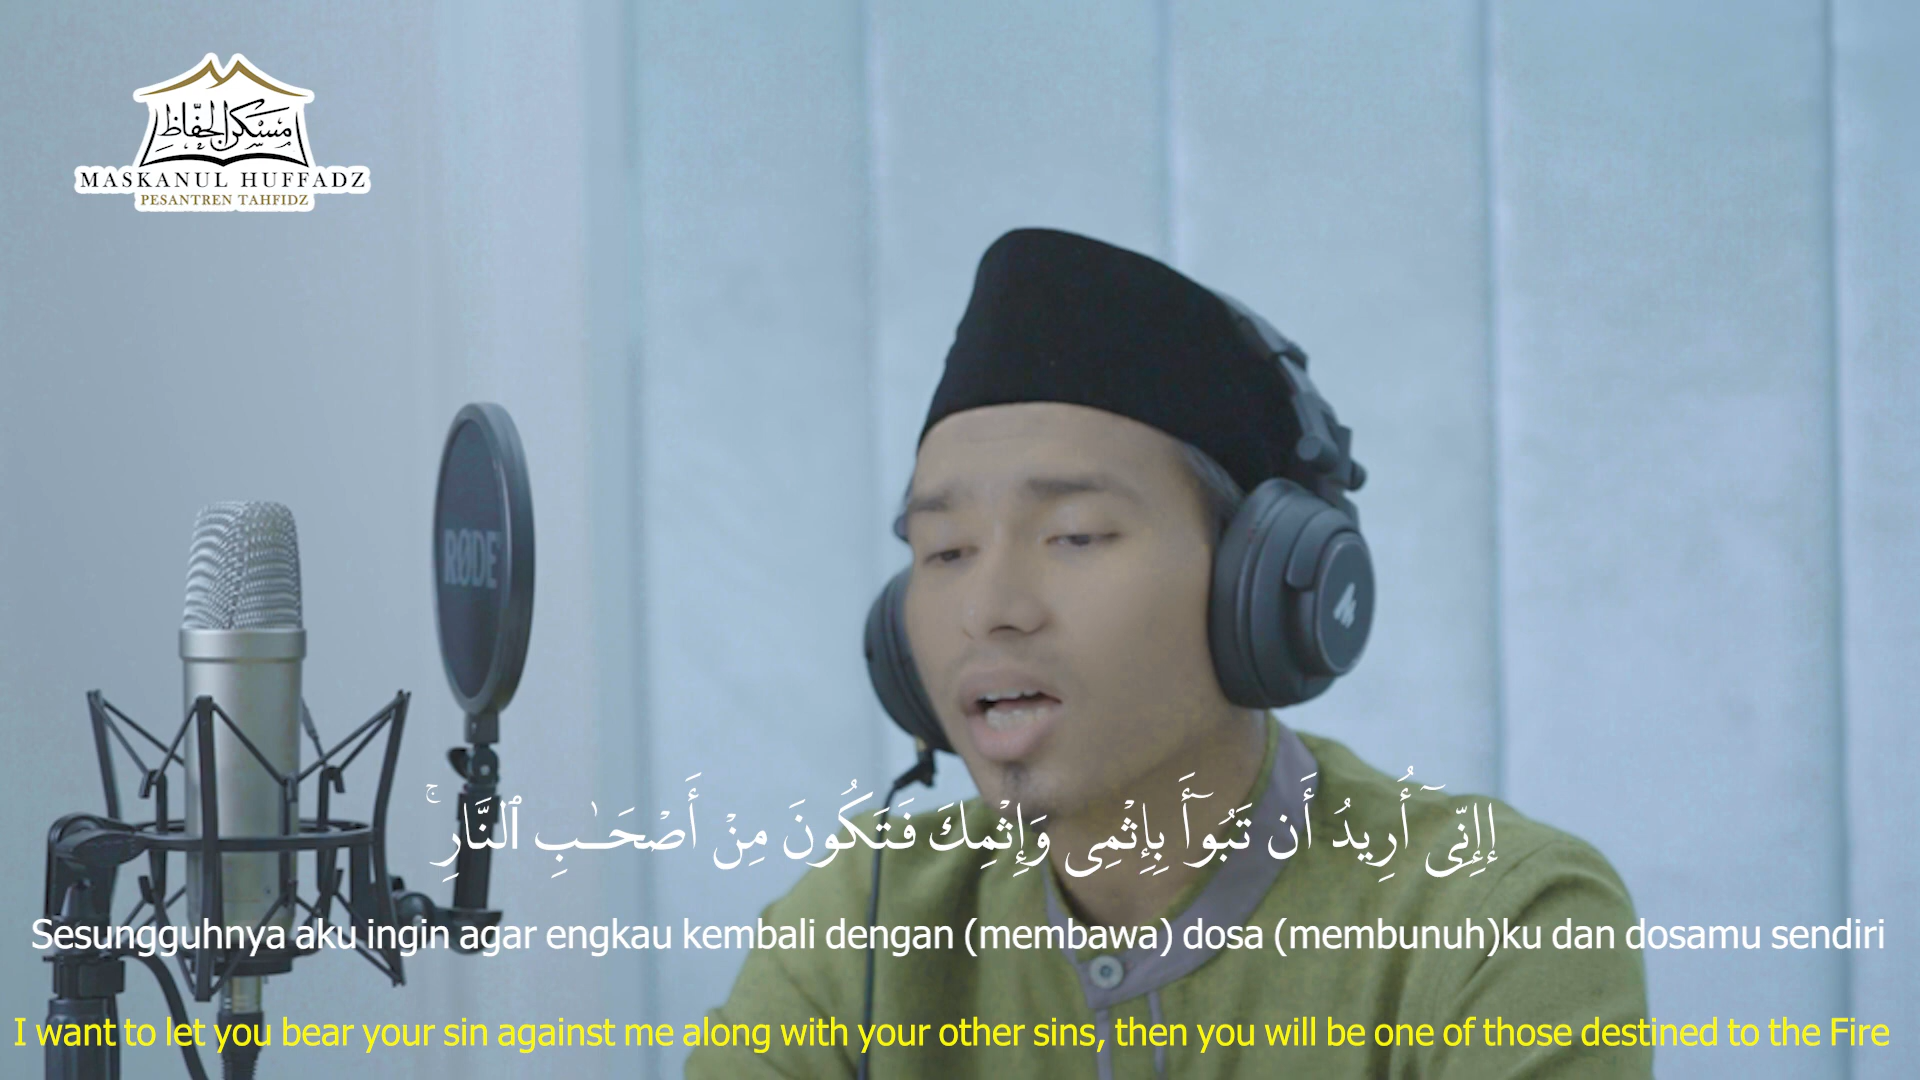 مسكن الحفاظ
MASKANUL HUFFADZ
PESANTREN TAHFIDZ
RØDE
إِإِنِّىٓ أُرِيدُ أَن تَبُوٓأَ بِإِثْمِى وَإِثْمِكَ فَتَكُونَ مِنْ أَصْحَـٰبِ ٱلنَّارِ ۚ
Sesungguhnya aku ingin agar engkau kembali dengan (membawa) dosa (membunuh)ku dan dosamu sendiri
I want to let you bear your sin against me along with your other sins, then you will be one of those destined to the Fire